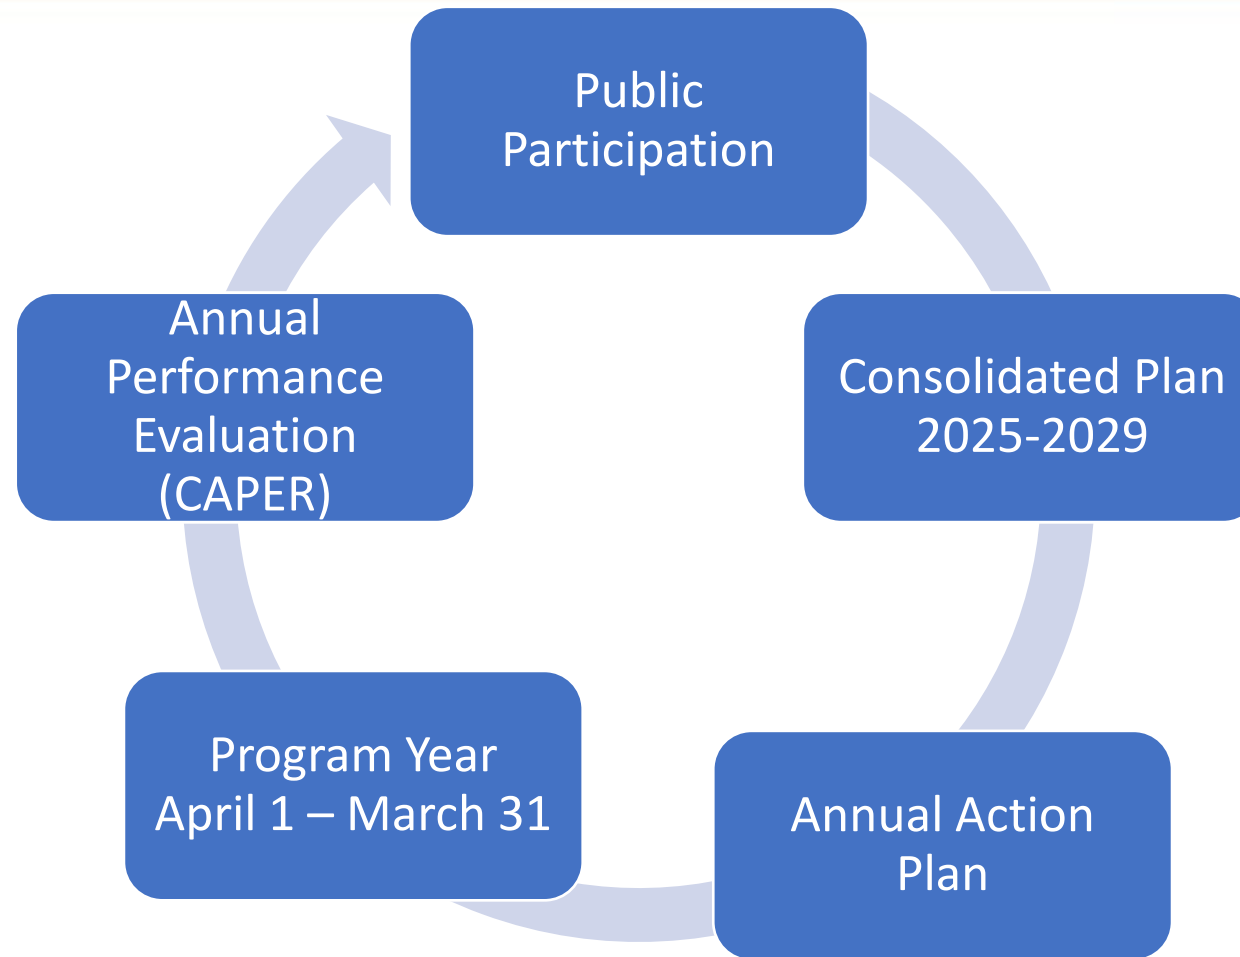 Public
Participation
Consolidated Plan
2025-2029
Annual Action
Plan
Program Year
April 1 – March 31
Annual
Performance
Evaluation
(CAPER)